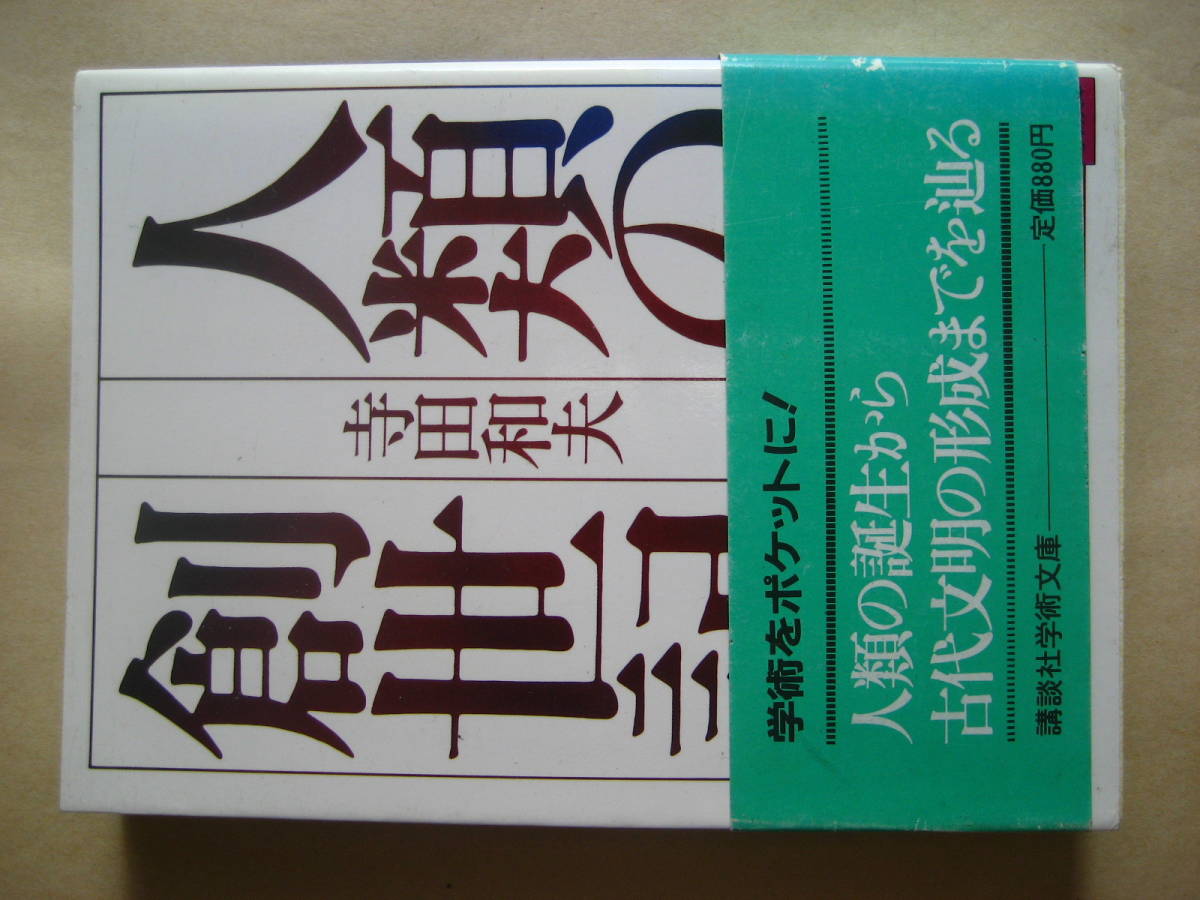 人類の
寺田和夫
創世記
学術をポケットに!
人類の誕生から
古代文明の形成までを辿る
講談社学術文庫 定価880円